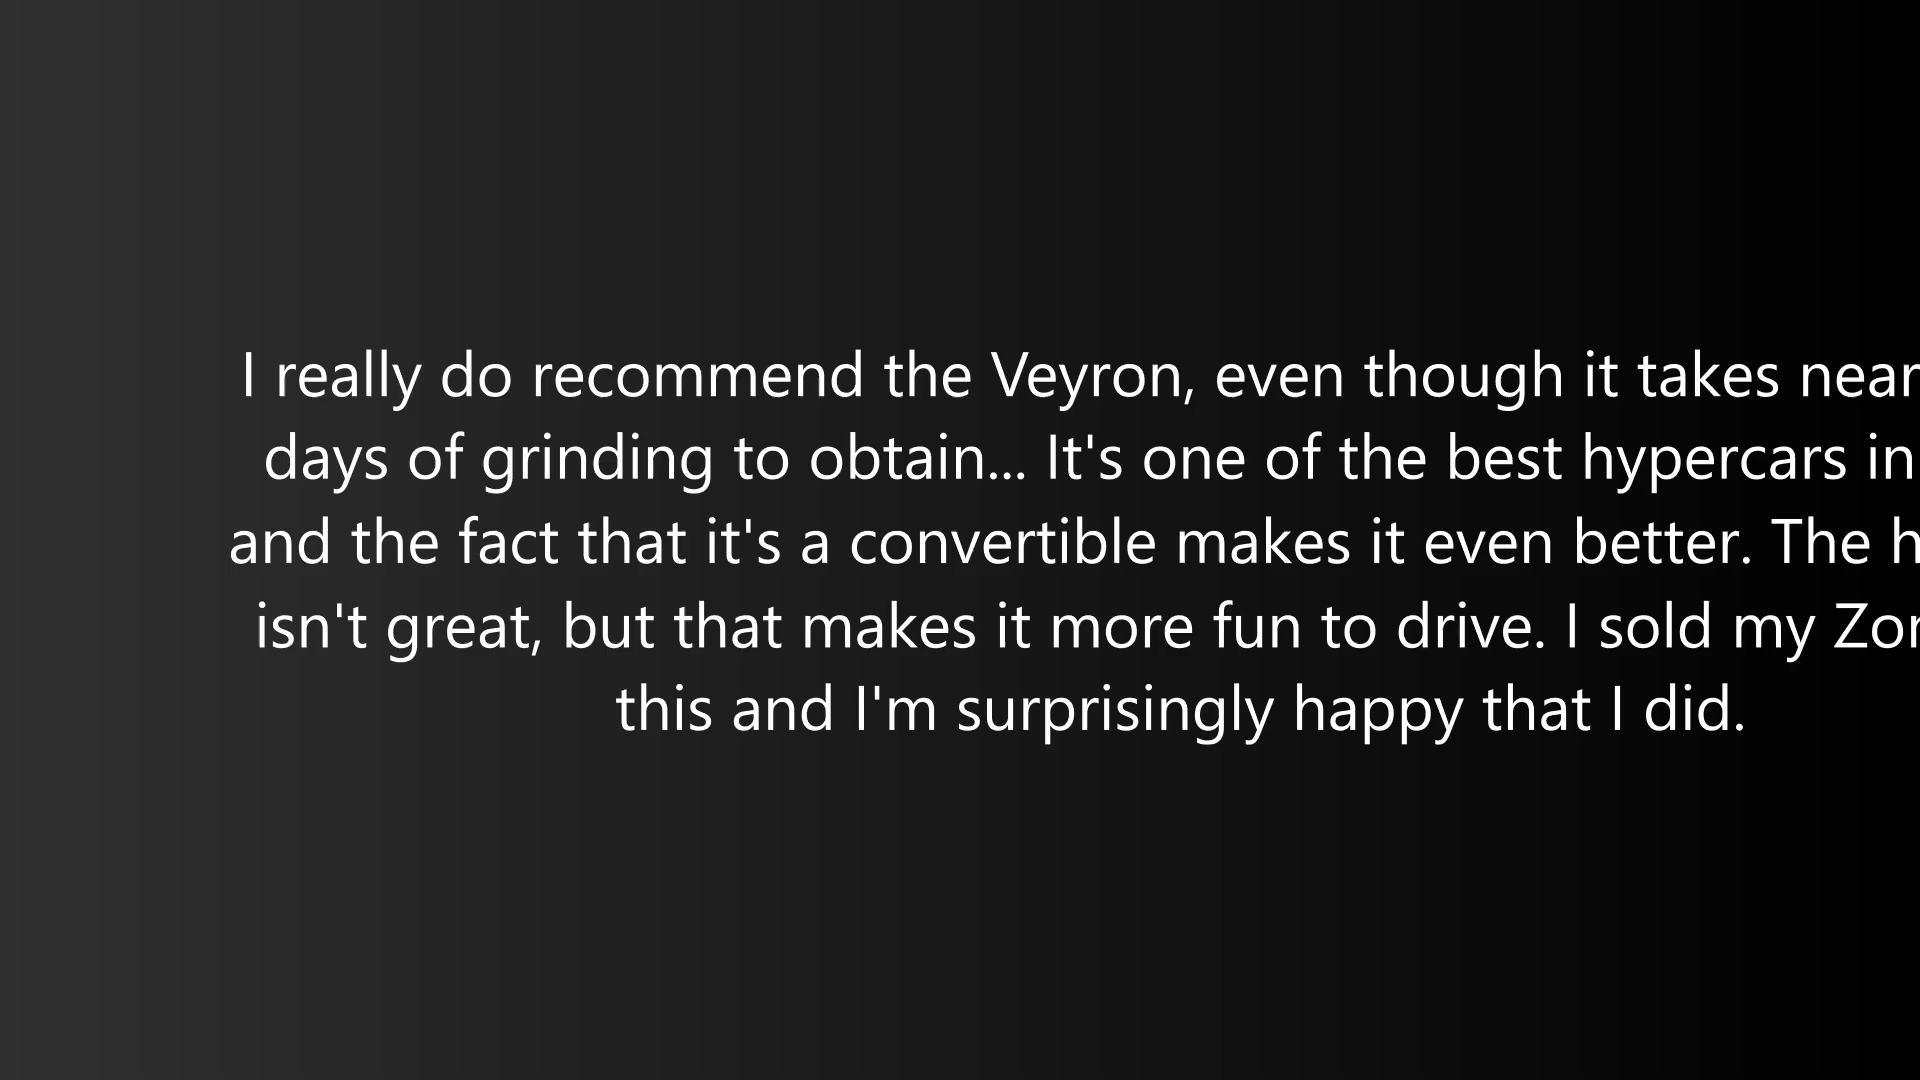 I really do recommend the Veyron, even though it takes near
days of grinding to obtain... It's one of the best hypercars in
and the fact that it's a convertible makes it even better. The
isn't great, but that makes it more fun to drive. I sold my
this and I'm surprisingly happy that I did.